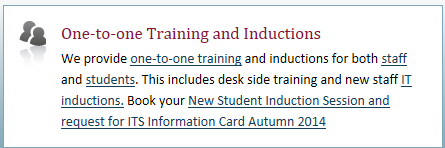 One-to-one Training and Inductions
We provide one-to-one training and inductions for both staff
and students. This includes desk side training and new staff IT
inductions. Book your New Student Induction Session and
request for ITS Information Card Autumn 2014